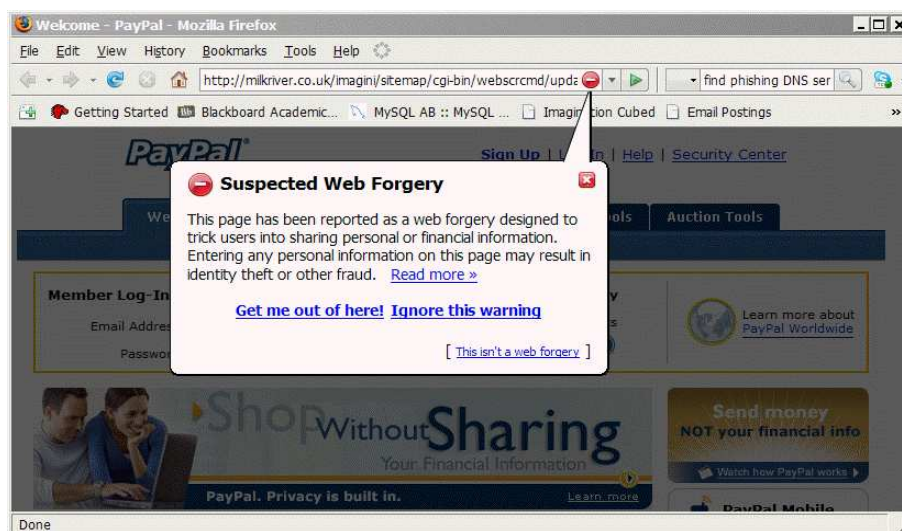 Welcome - PayPal - Mozilla Firefox
File Edit View History Bookmarks Tools Help
http://milkriver.co.uk/imagini/sitemap/cgi-bin/webscrcmd/upda find phishing DNS ser
Getting Started Blackboard Academic... MySQL AB :: MySQL ... Imagination Cubed Email Postings »
PayPal Sign Up | In | Help | Security Center
We ols Auction Tools
Suspected Web Forgery
This page has been reported as a web forgery designed to
trick users into sharing personal or financial information.
Entering any personal information on this page may result in
identity theft or other fraud. Read more »
Get me out of here! Ignore this warning
[ This isn't a web forgery ]
Member Log-In y
Email Addres s
Passwor
Learn more about
PayPal Worldwide
Shop Without Sharing
Your Financial Information
PayPal. Privacy is built in. Learn more
Send money
NOT your financial info
Watch how PayPal works
PayPal Mobile
Done